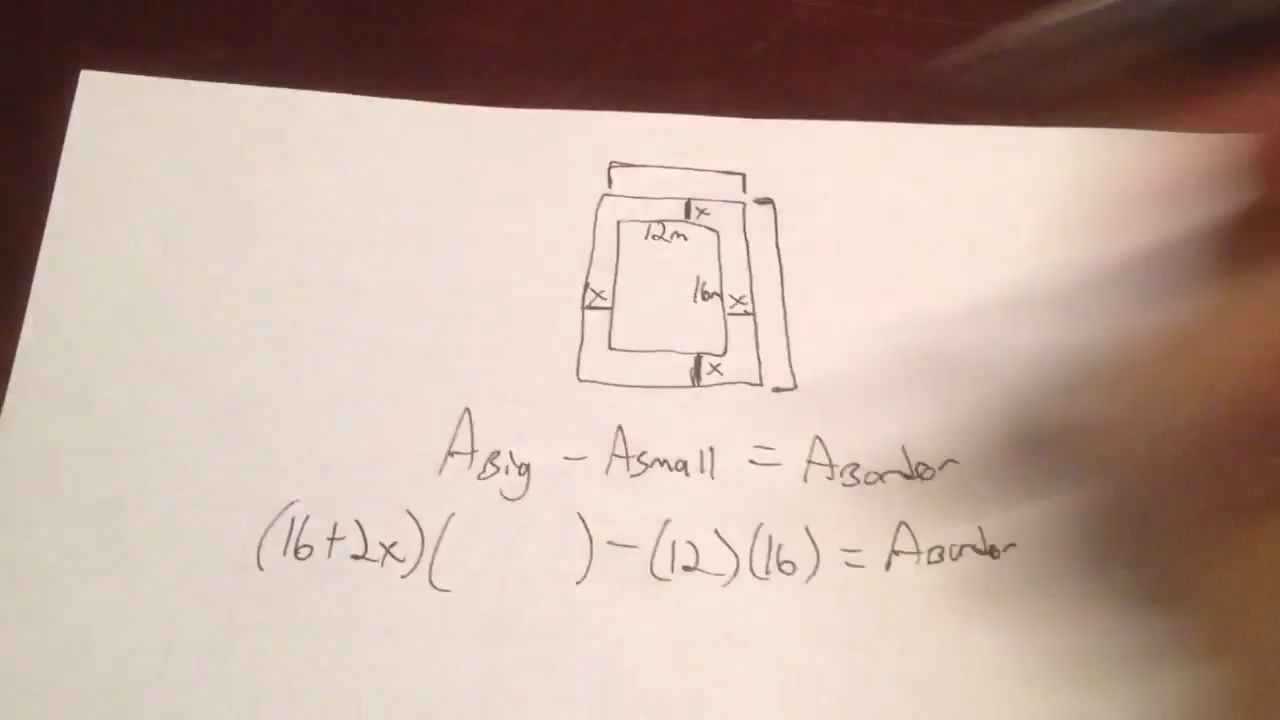 x
12m
x 16m x
x
ABig - Asmall = ABorder
(16+2x)( ) - (12)(16) = ABorder